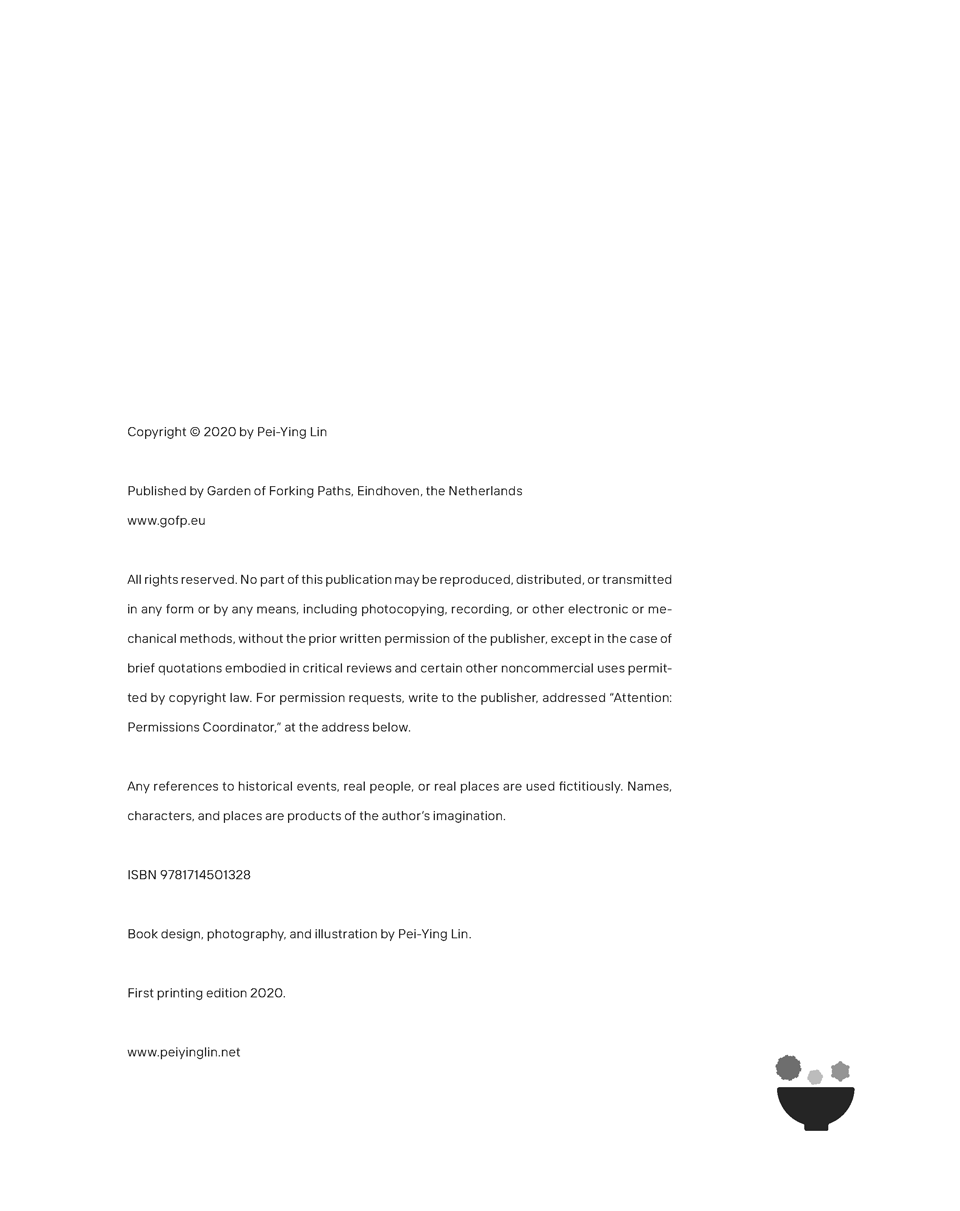 Copyright © 2020 by Pei-Ying Lin
Published by Garden of Forking Paths, Eindhoven, the Netherlands
www.gofp.eu
All rights reserved. No part of this publication may be reproduced, distributed, or transmitted
in any form or by any means, including photocopying, recording, or other electronic or me-
chanical methods, without the prior written permission of the publisher, except in the case of
brief quotations embodied in critical reviews and certain other noncommercial uses permit-
ted by copyright law. For permission requests, write to the publisher, addressed “Attention:
Permissions Coordinator,” at the address below.
Any references to historical events, real people, or real places are used fictitiously. Names,
characters, and places are products of the author’s imagination.
ISBN 9781714501328
Book design, photography, and illustration by Pei-Ying Lin.
First printing edition 2020.
www.peiyinglin.net